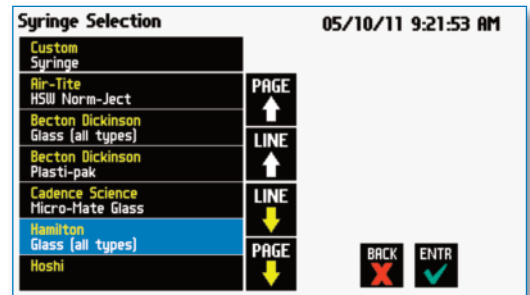 Syringe Selection
05/10/11 9:21:53 AM
Custom
Syringe
Air-Tite
HSW Norm-Ject
Becton Dickinson
Glass (all types)
Becton Dickinson
Plasti-pak
Cadence Science
Micro-Mate Glass
Hamilton
Glass (all types)
Hoshi
PAGE
LINE
LINE
PAGE
BACK
ENTR